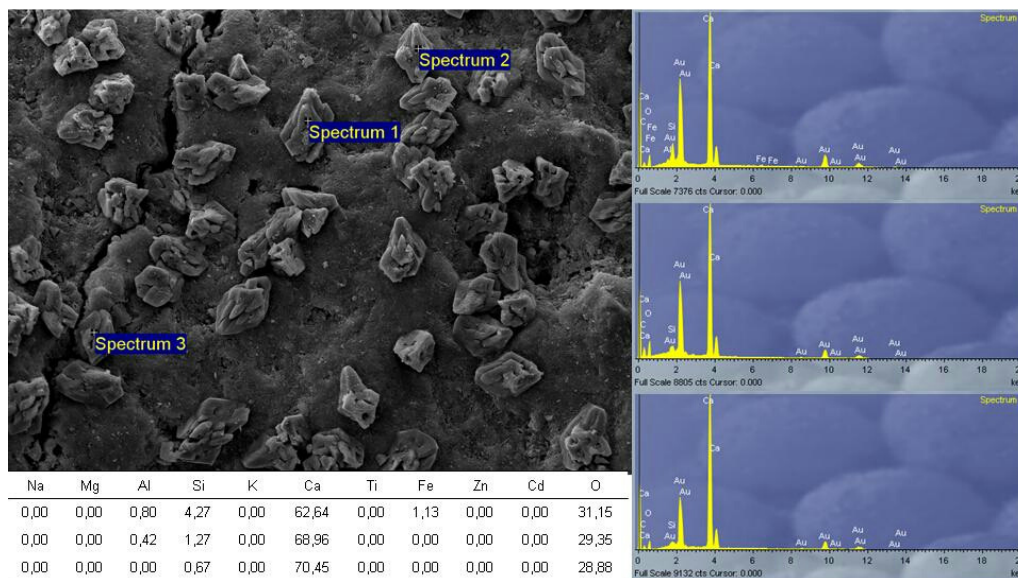 Spectrum 2
Spectrum 1
Spectrum 3
Na Mg Al Si K Ca Ti Fe Zn Cd O
0,00 0,00 0,80 4,27 0,00 62,64 0,00 1,13 0,00 0,00 31,15
0,00 0,00 0,42 1,27 0,00 68,96 0,00 0,00 0,00 0,00 29,35
0,00 0,00 0,00 0,67 0,00 70,45 0,00 0,00 0,00 0,00 28,88
Ca Spectrum
Au Ca
Au
Ca
O Si
C Fe Au
Fe Au Au
Ca Fe Fe Au Au Au
0 2 4 6 8 10 12 14 16 18
Full Scale 7376 cts Cursor: 0.000
Ca Spectrum
Au Ca
Au
Ca
O
C Si Au Au
Ca Au Au Au Au
0 2 4 6 8 10 12 14 16 18
Full Scale 8805 cts Cursor: 0.000
Ca Spectrum
Ca
Au
Ca Au
O
C Si Au Au
Ca Au Au Au Au
0 2 4 6 8 10 12 14 16 18
Full Scale 9132 cts Cursor: 0.000